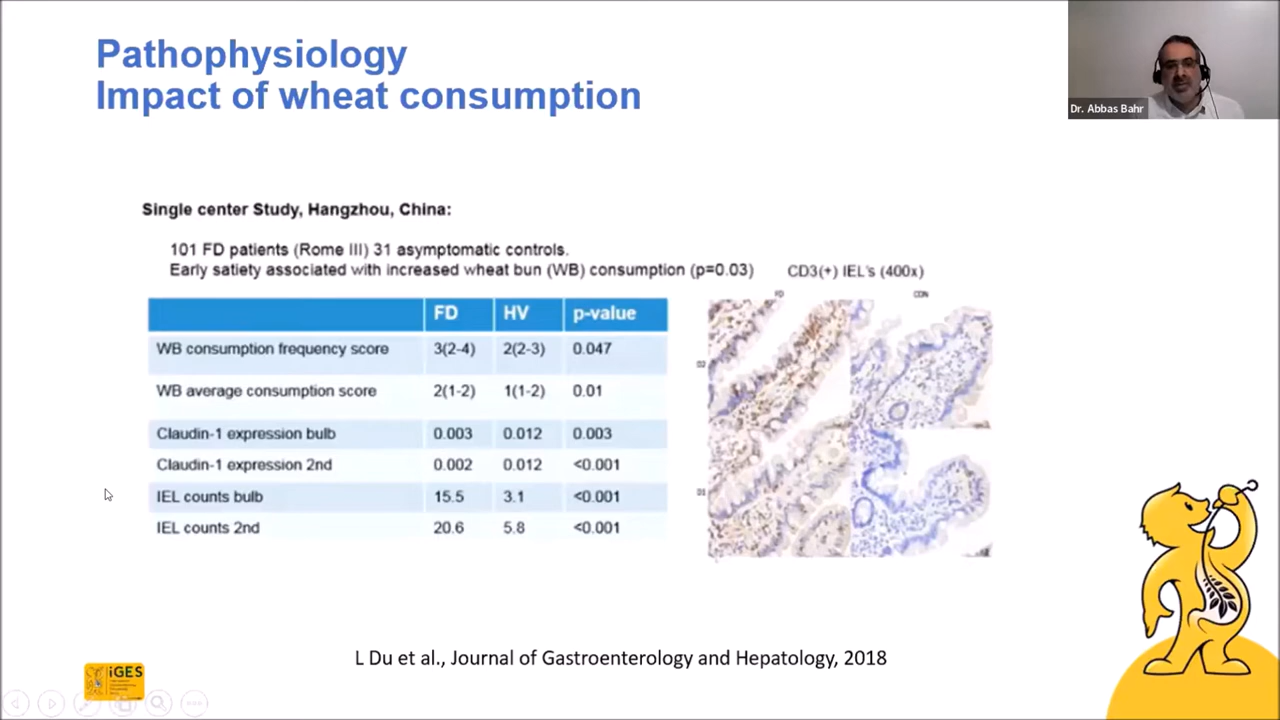 Pathophysiology
Impact of wheat consumption
Dr. Abbas Bahr
Single center Study, Hangzhou, China:
101 FD patients (Rome III) 31 asymptomatic controls.
Early satiety associated with increased wheat bun (WB) consumption (p=0.03)
CD3(+) IEL's (400x)
FD CON
FD HV p-value
WB consumption frequency score 3(2-4) 2(2-3) 0.047
WB average consumption score 2(1-2) 1(1-2) 0.01
Claudin-1 expression bulb 0.003 0.012 0.003
Claudin-1 expression 2nd 0.002 0.012 <0.001
IEL counts bulb 15.5 3.1 <0.001
IEL counts 2nd 20.6 5.8 <0.001
D2
D1
L Du et al., Journal of Gastroenterology and Hepatology, 2018
iGES